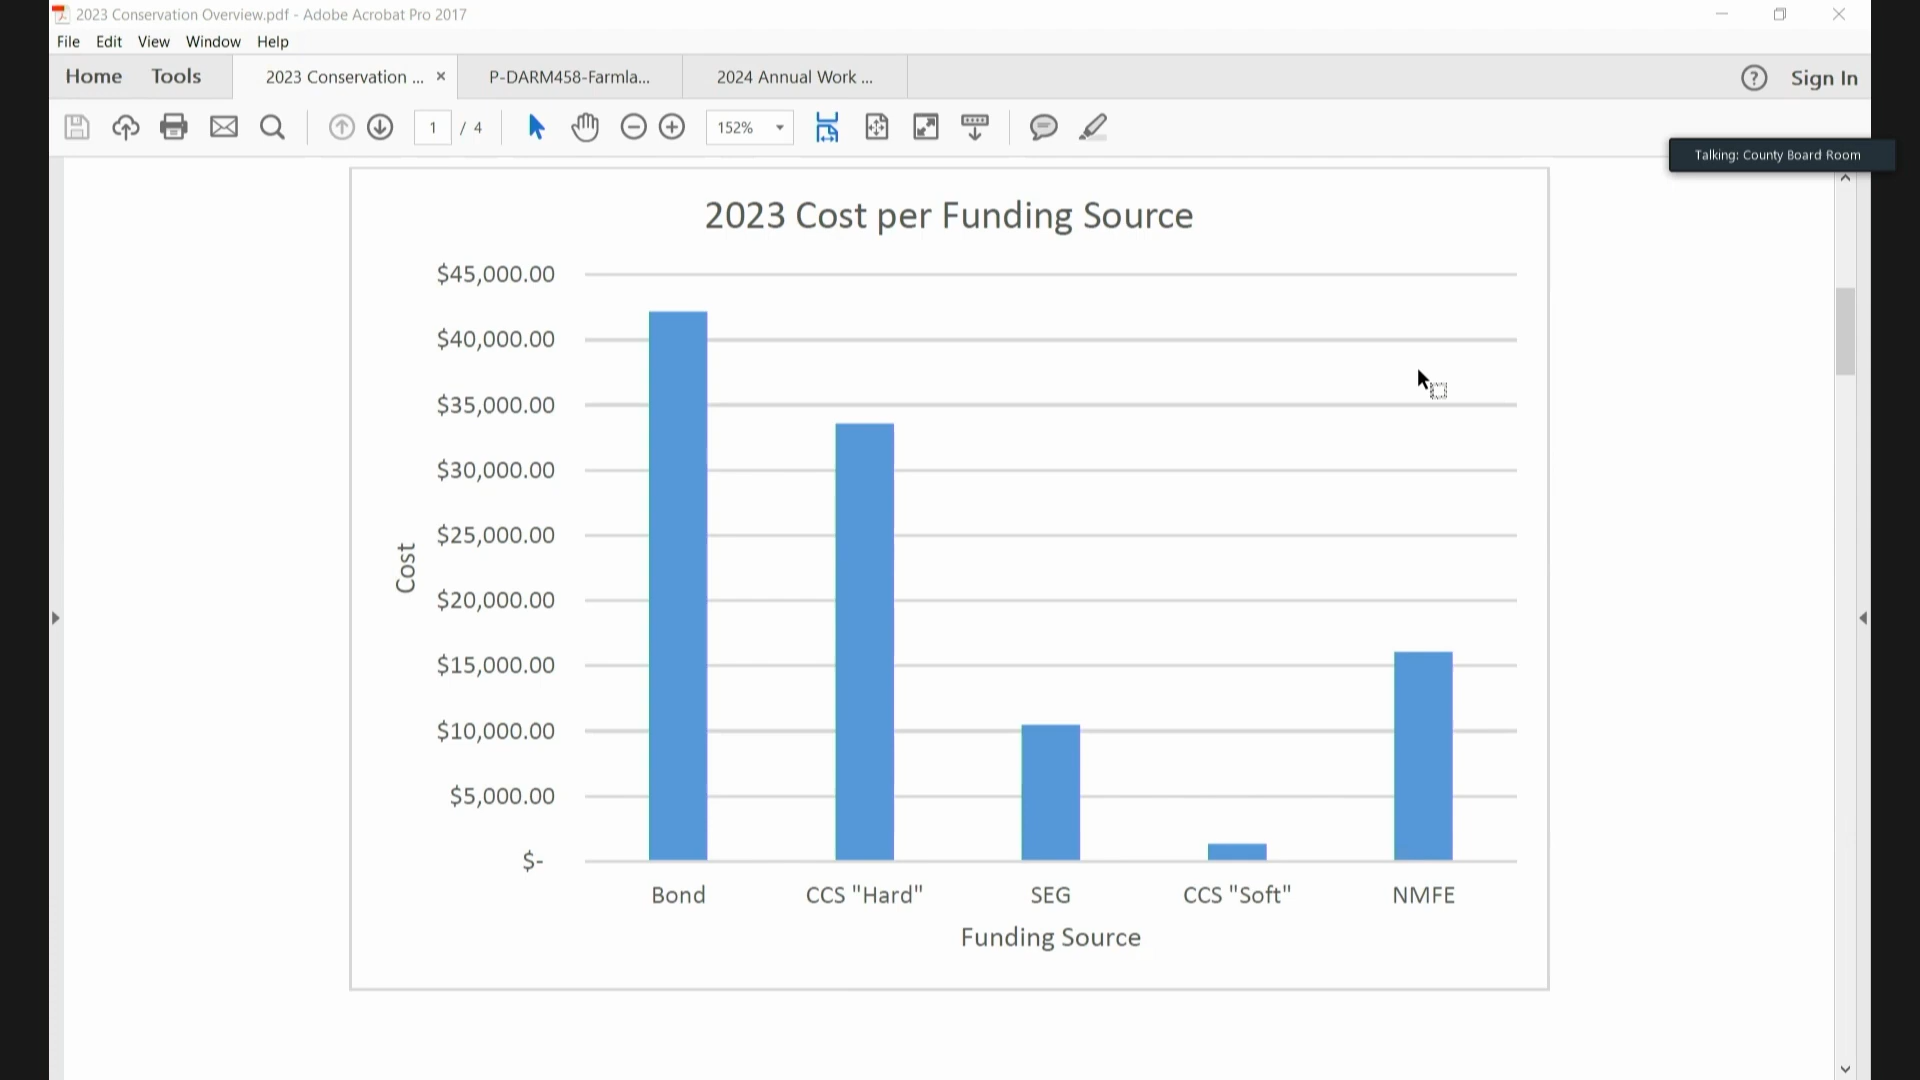 2023 Conservation Overview.pdf - Adobe Acrobat Pro 2017
File Edit View Window Help
Home Tools 2023 Conservation ... × P-DARM458-Farmla... 2024 Annual Work ... ? Sign In
1 / 4 152%
Talking: County Board Room
2023 Cost per Funding Source
$45,000.00
$40,000.00
$35,000.00
$30,000.00
$25,000.00
$20,000.00
$15,000.00
$10,000.00
$5,000.00
$-
Cost
Bond CCS "Hard" SEG CCS "Soft" NMFE
Funding Source